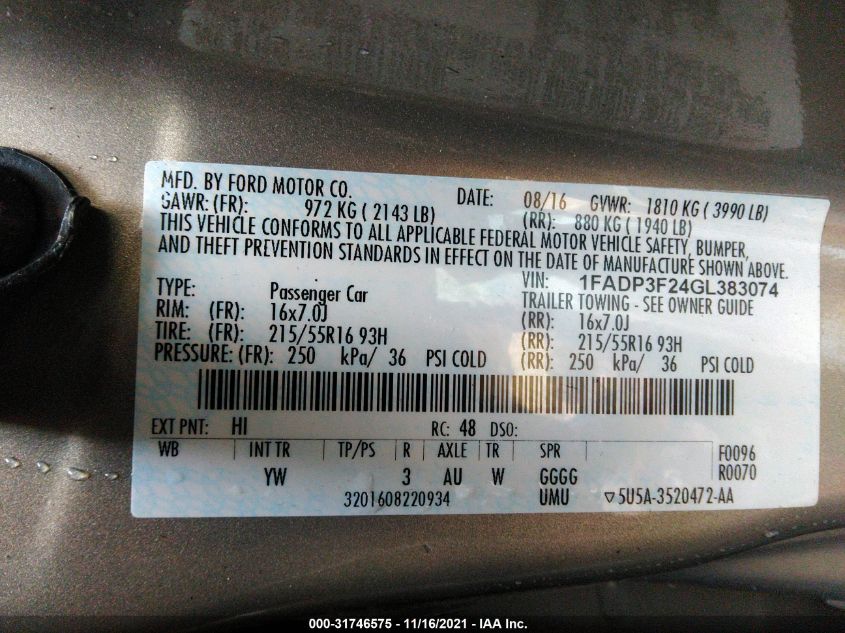 MFD. BY FORD MOTOR CO. DATE: 08/16 GVWR: 1810 KG ( 3990 LB)
GAWR: (FR): 972 KG ( 2143 LB) (RR): 880 KG ( 1940 LB)
THIS VEHICLE CONFORMS TO ALL APPLICABLE FEDERAL MOTOR VEHICLE SAFETY, BUMPER,
AND THEFT PREVENTION STANDARDS IN EFFECT ON THE DATE OF MANUFACTURE SHOWN ABOVE.
VIN: 1FADP3F24GL383074
TYPE: Passenger Car TRAILER TOWING - SEE OWNER GUIDE
RIM: (FR): 16x7.0J (RR): 16x7.0J
TIRE: (FR): 215/55R16 93H (RR): 215/55R16 93H
PRESSURE: (FR): 250 kPa/ 36 PSI COLD (RR): 250 kPa/ 36 PSI COLD
EXT PNT: HI RC: 48 DSO:
WB INT TR TP/PS R AXLE TR SPR F0096
YW 3 AU W GGGG R0070
3201608220934 UMU ▽5U5A-3520472-AA
000-31746575 - 11/16/2021 - IAA Inc.